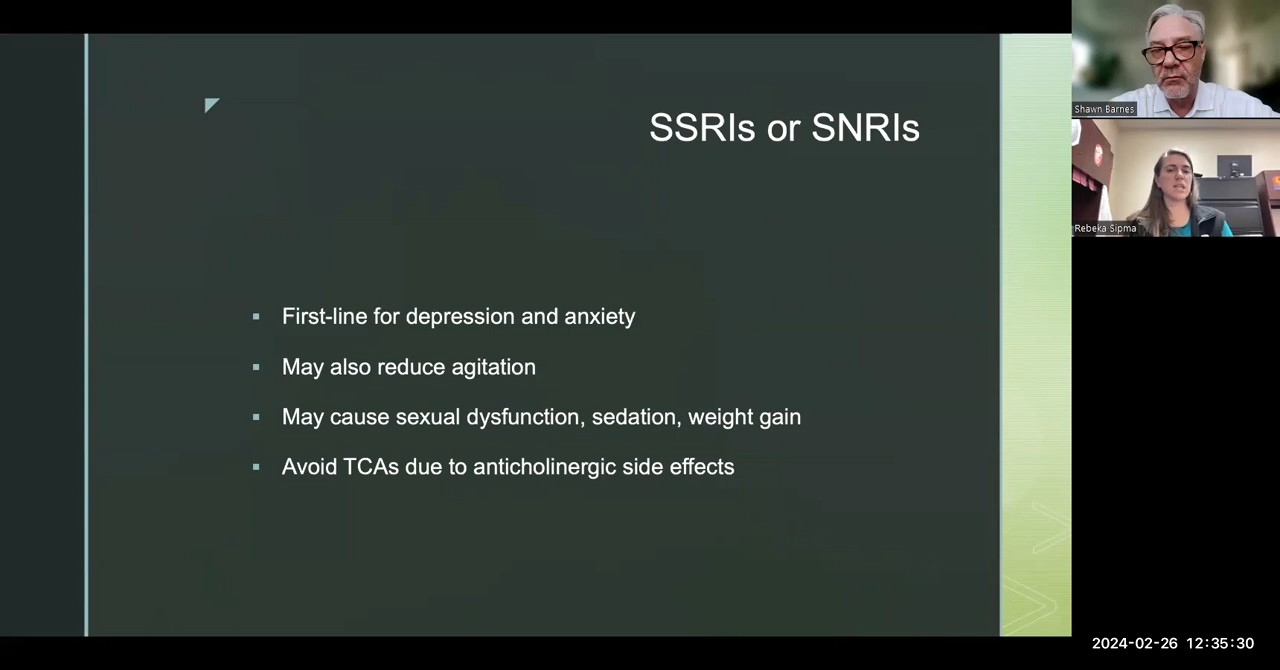 SSRIs or SNRIs
First-line for depression and anxiety
May also reduce agitation
May cause sexual dysfunction, sedation, weight gain
Avoid TCAs due to anticholinergic side effects
Shawn Barnes
Rebeka Sipma
2024-02-26 12:35:30